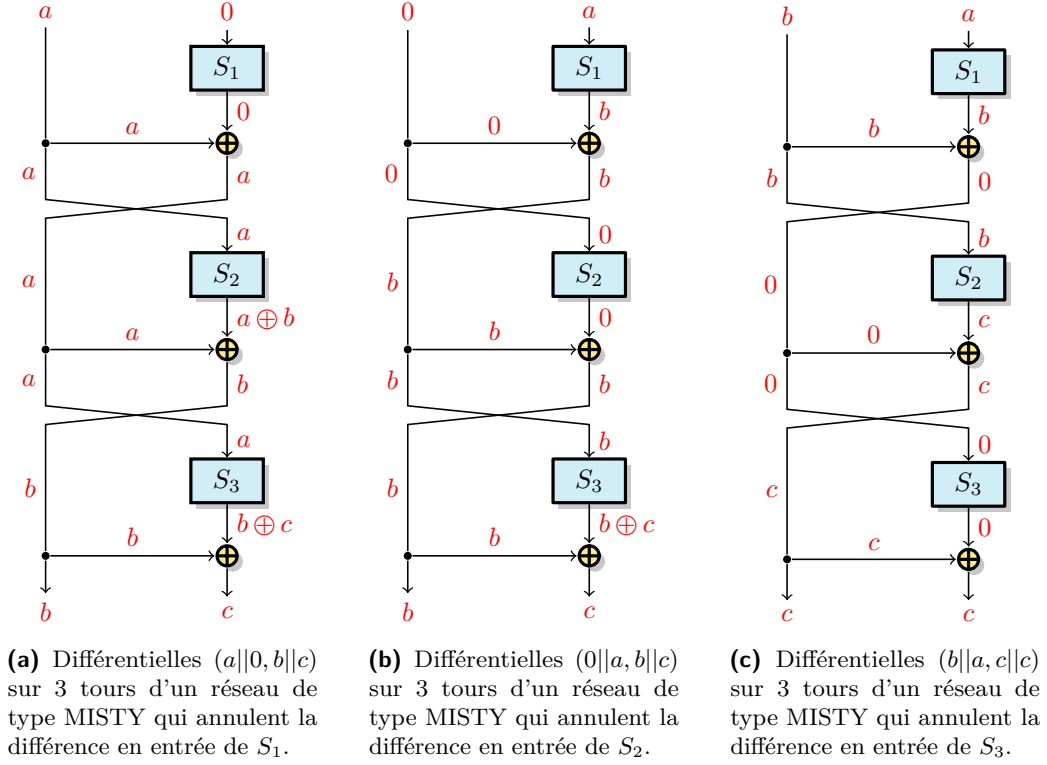 a 0
S₁
0
a
a a
a
S₂
a
a ⊕ b
a
a b
a
S₃
b
b ⊕ c
b
b c
(a) Différentielles (a||0, b||c)
sur 3 tours d'un réseau de
type MISTY qui annulent la
différence en entrée de S₁.
0 a
S₁
b
0
0 b
0
S₂
b
0
b
b b
b
S₃
b
b ⊕ c
b
b c
(b) Différentielles (0||a, b||c)
sur 3 tours d'un réseau de
type MISTY qui annulent la
différence en entrée de S₂.
b a
S₁
b
b
b 0
b
S₂
0
c
0
0 c
0
S₃
c
0
c
c c
(c) Différentielles (b||a, c||c)
sur 3 tours d'un réseau de
type MISTY qui annulent la
différence en entrée de S₃.